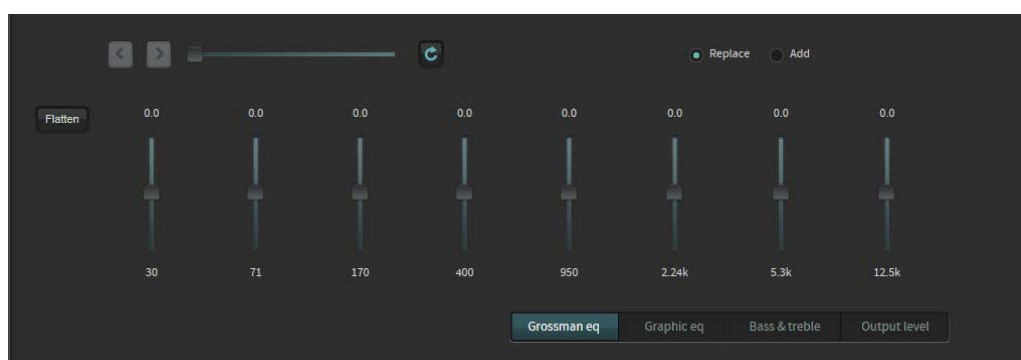 Replace Add
Flatten 0.0 0.0 0.0 0.0 0.0 0.0 0.0 0.0
30 71 170 400 950 2.24k 5.3k 12.5k
Grossman eq Graphic eq Bass & treble Output level